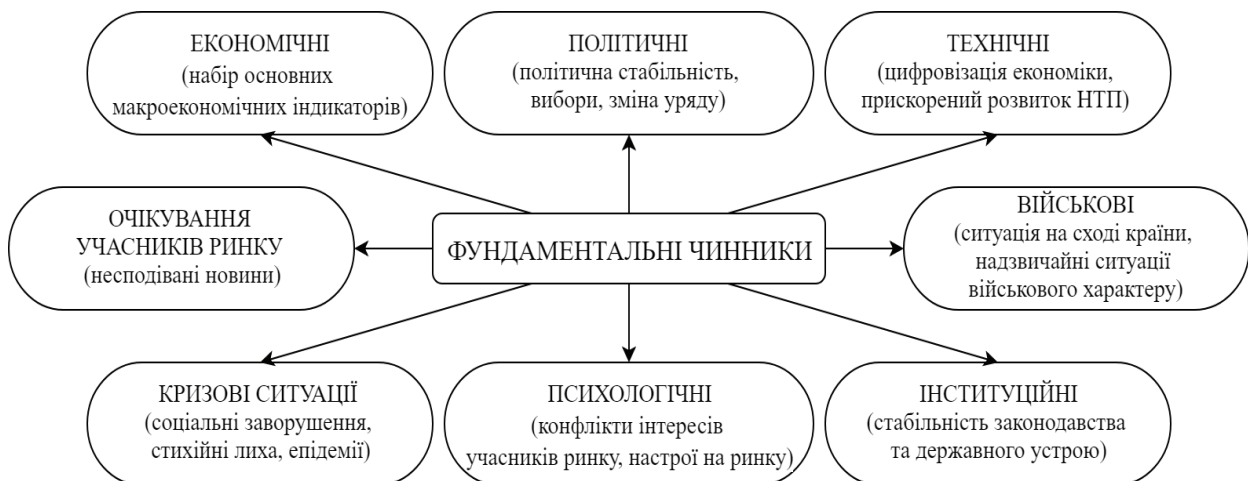 ЕКОНОМІЧНІ
(набір основних
макроекономічних індикаторів)
ПОЛІТИЧНІ
(політична стабільність,
вибори, зміна уряду)
ТЕХНІЧНІ
(цифровізація економіки,
прискорений розвиток НТП)
ОЧІКУВАННЯ
УЧАСНИКІВ РИНКУ
(несподівані новини)
ФУНДАМЕНТАЛЬНІ ЧИННИКИ
ВІЙСЬКОВІ
(ситуація на сході країни,
надзвичайні ситуації
військового характеру)
КРИЗОВІ СИТУАЦІЇ
(соціальні заворушення,
стихійні лиха, епідемії)
ПСИХОЛОГІЧНІ
(конфлікти інтересів
учасників ринку, настрої на ринку)
ІНСТИТУЦІЙНІ
(стабільність законодавства
та державного устрою)